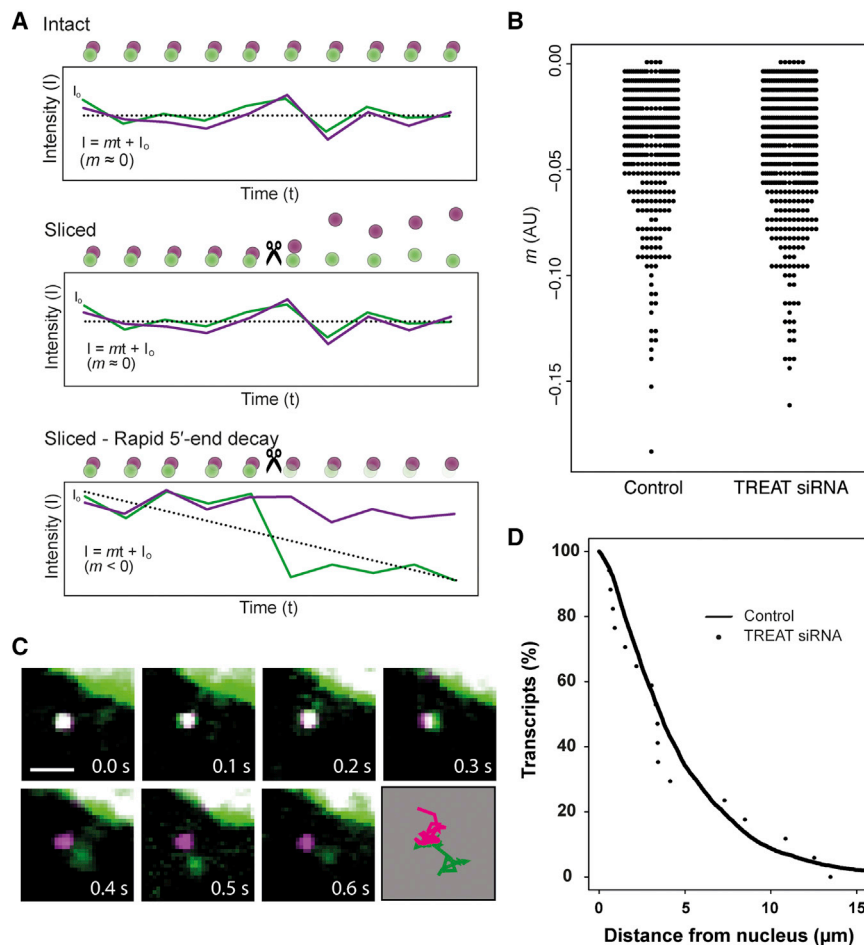 A
Intact
Intensity (I)
I₀
I = mt + I₀
(m ≈ 0)
Time (t)
Sliced
Intensity (I)
I₀
I = mt + I₀
(m ≈ 0)
Time (t)
Sliced - Rapid 5′-end decay
Intensity (I)
I₀
I = mt + I₀
(m < 0)
Time (t)
B
m (AU)
0.00
−0.05
−0.10
−0.15
Control TREAT siRNA
C
0.0 s 0.1 s 0.2 s 0.3 s
0.4 s 0.5 s 0.6 s
D
Transcripts (%)
100
80
60
40
20
0
Control
TREAT siRNA
0 5 10 15
Distance from nucleus (μm)